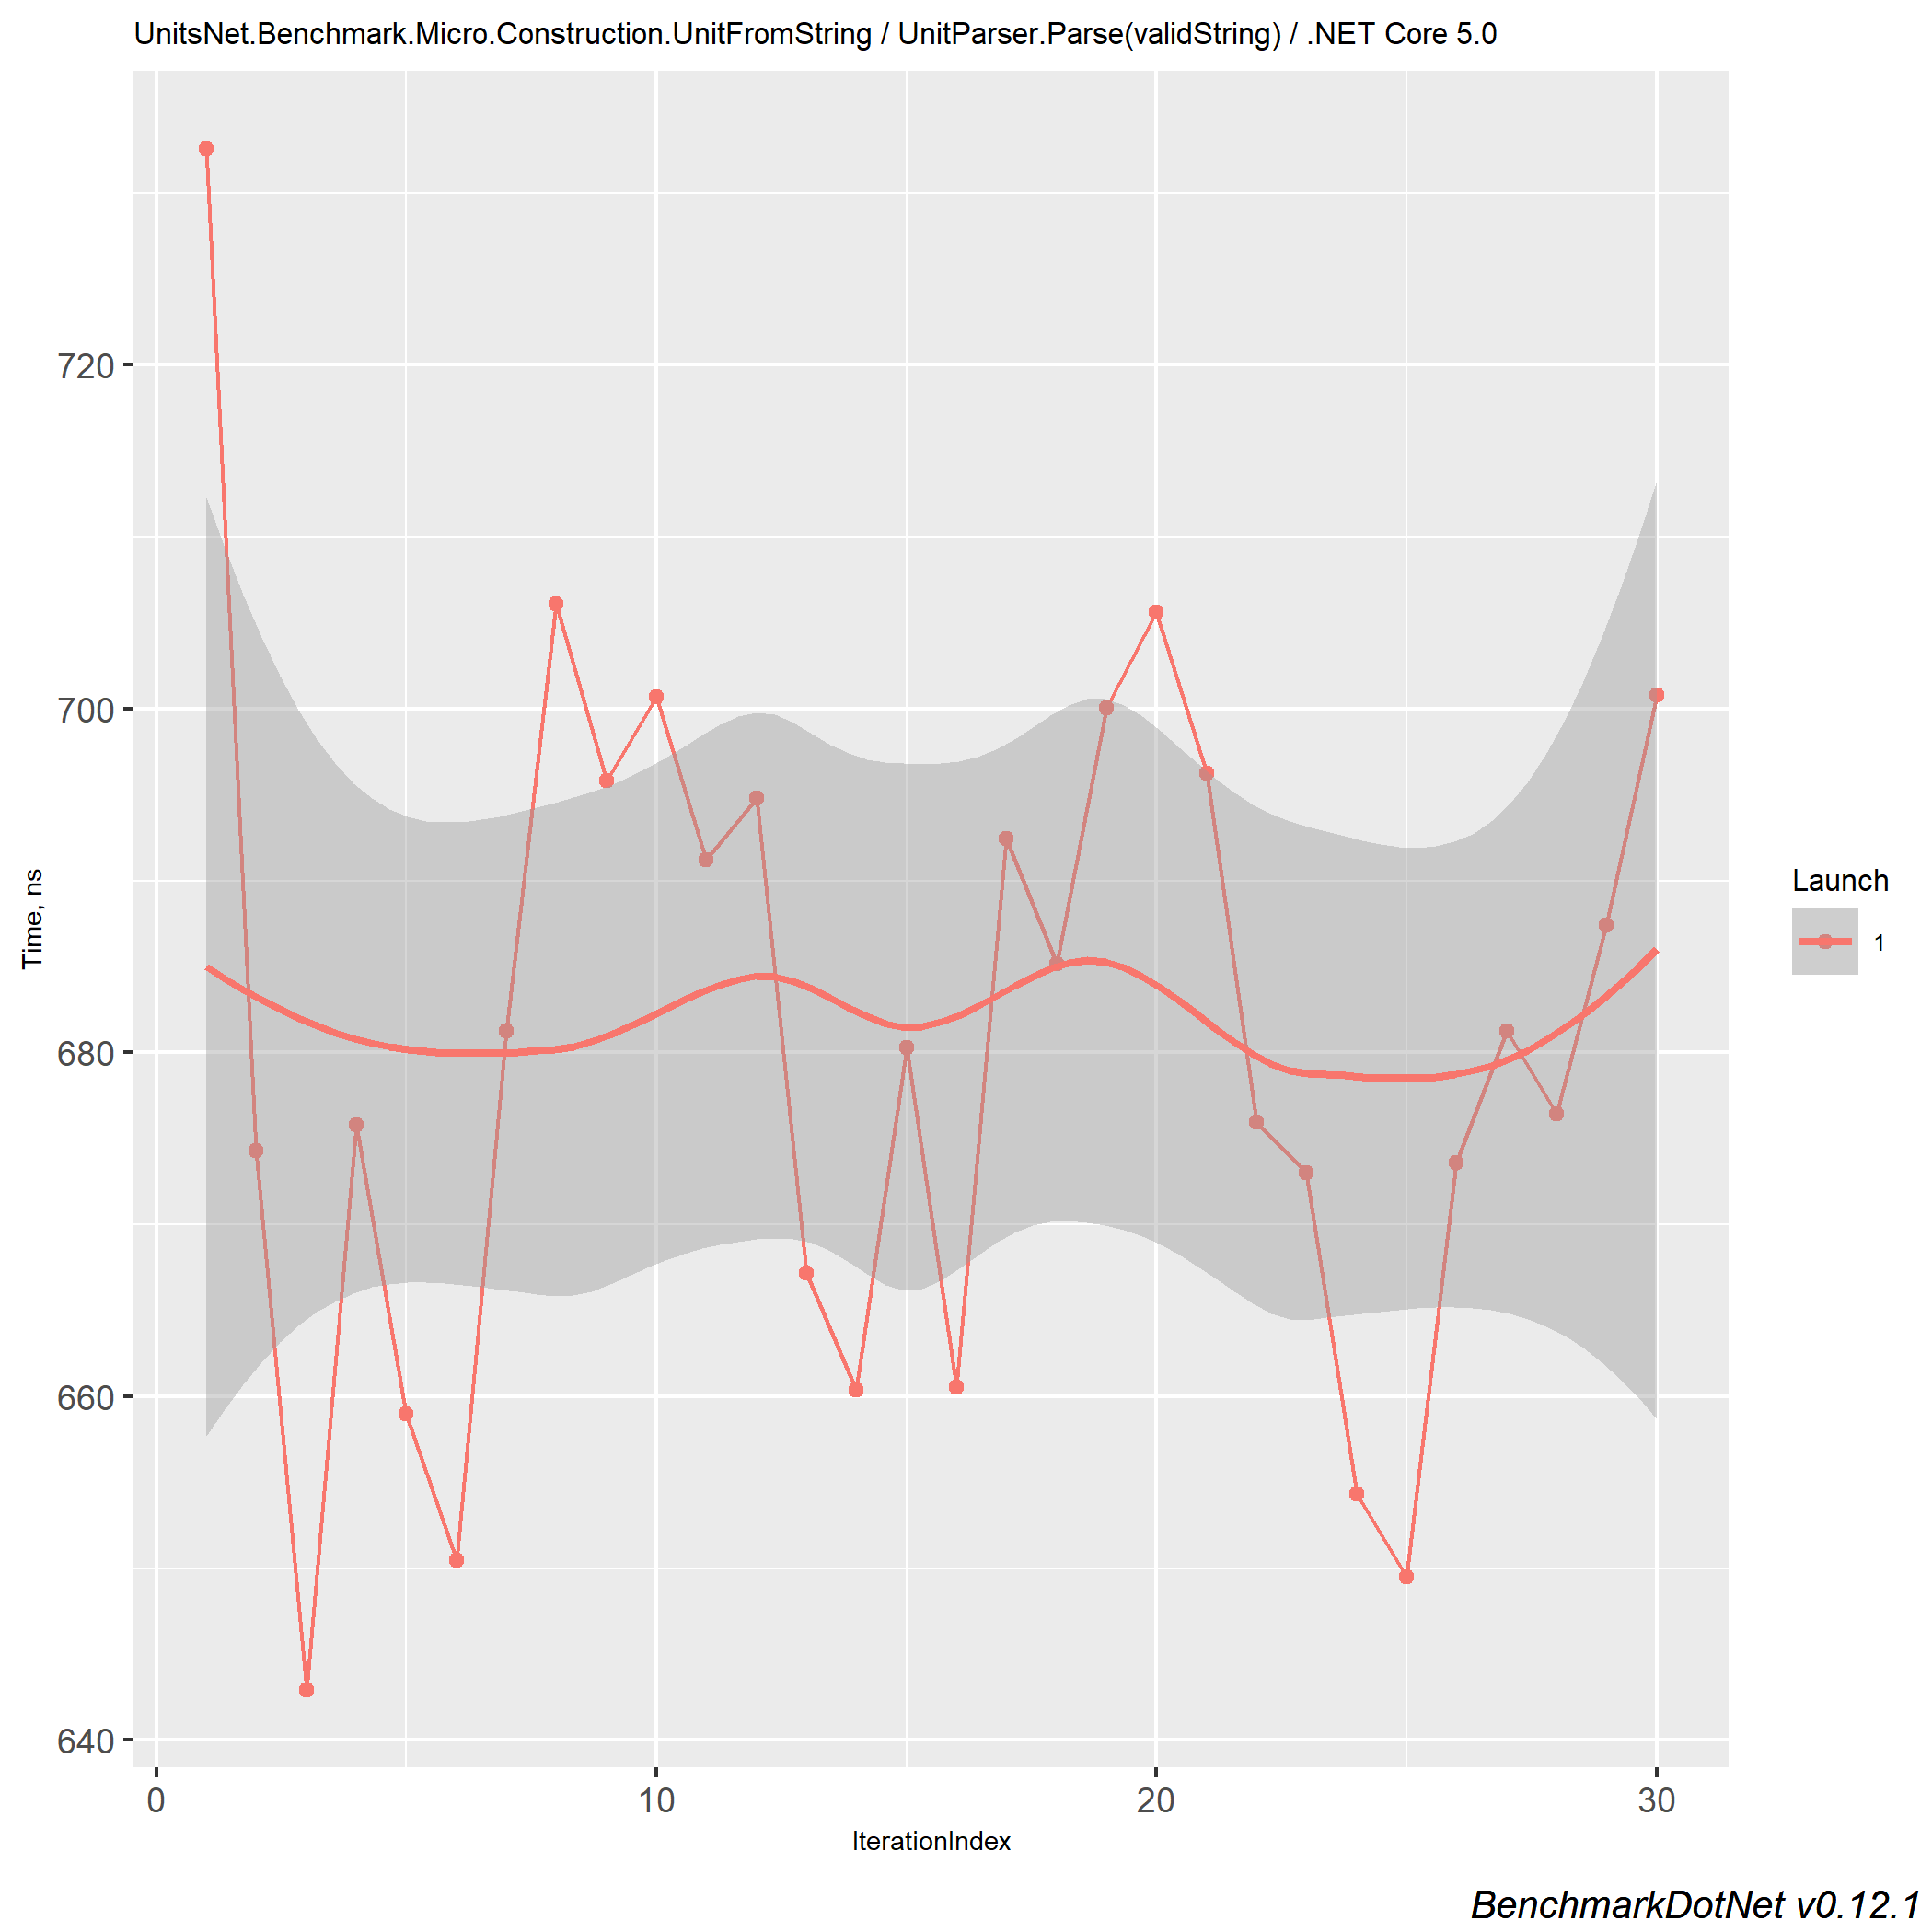 UnitsNet.Benchmark.Micro.Construction.UnitFromString / UnitParser.Parse(validString) / .NET Core 5.0
720
700
680
660
640
Time, ns
0 10 20 30
IterationIndex
Launch
1
BenchmarkDotNet v0.12.1